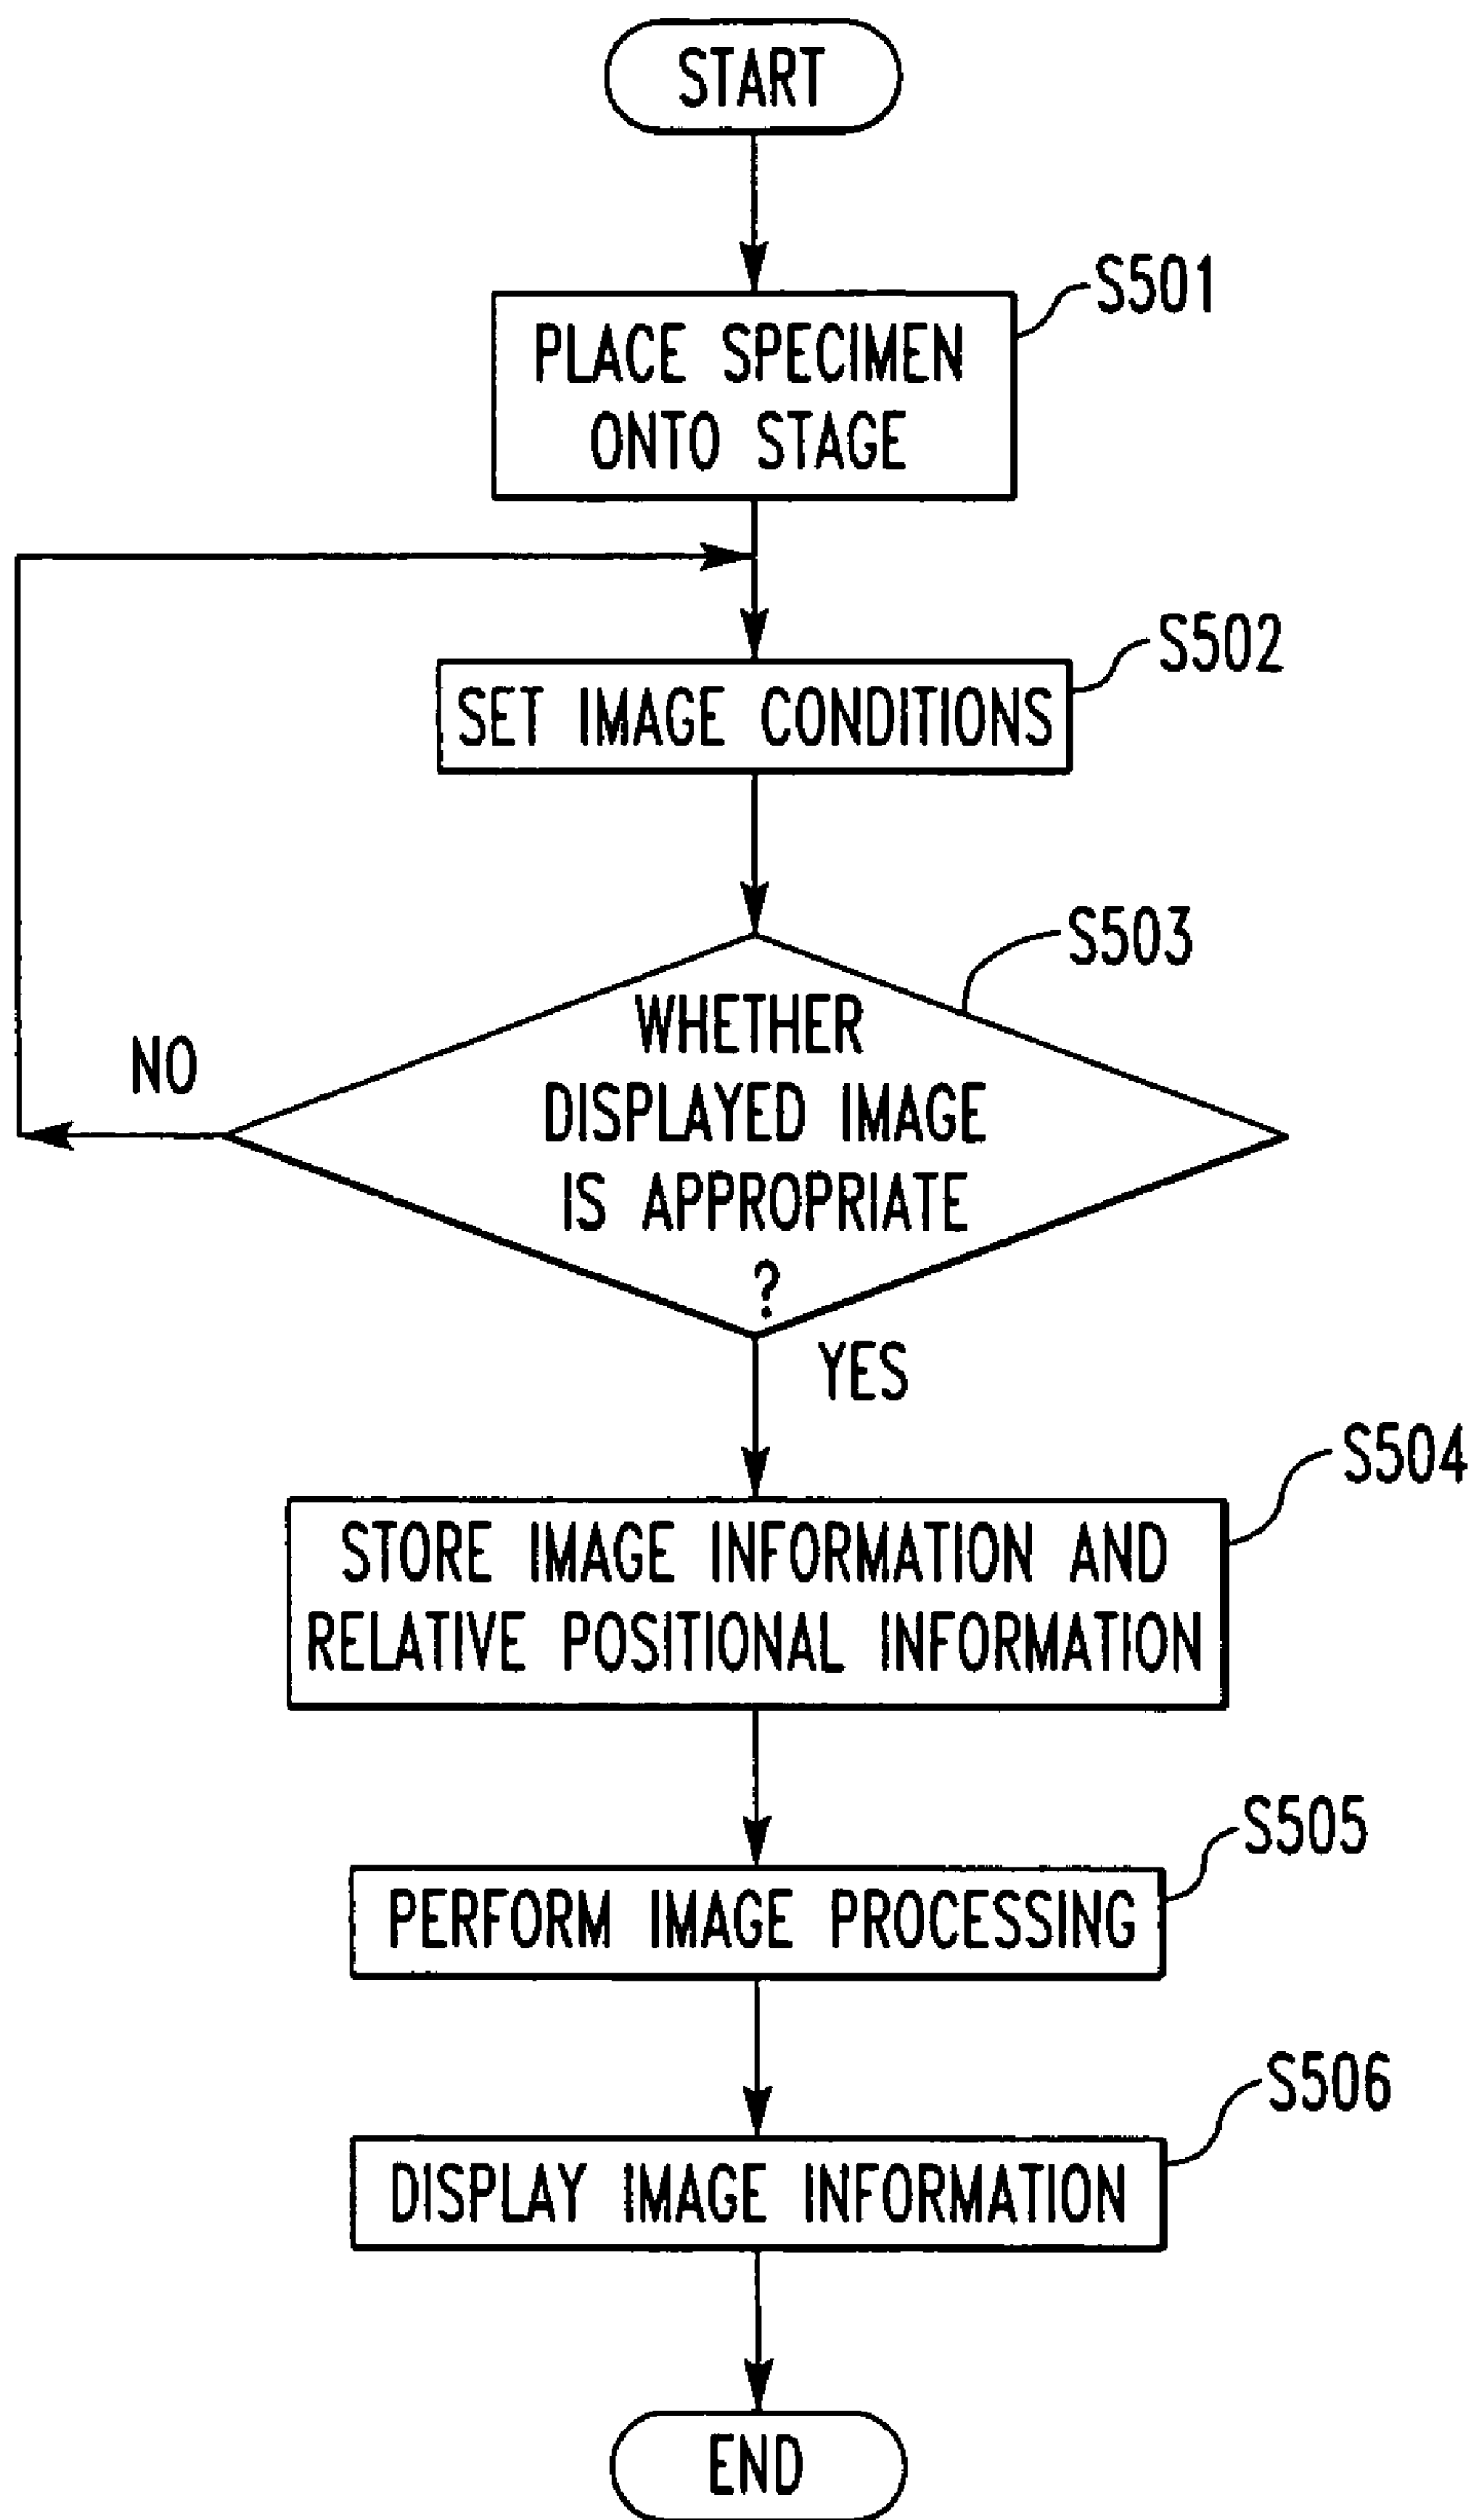 START
S501
PLACE SPECIMEN
ONTO STAGE
S502
SET IMAGE CONDITIONS
S503
WHETHER
DISPLAYED IMAGE
IS APPROPRIATE
?
NO
YES
S504
STORE IMAGE INFORMATION AND
RELATIVE POSITIONAL INFORMATION
S505
PERFORM IMAGE PROCESSING
S506
DISPLAY IMAGE INFORMATION
END